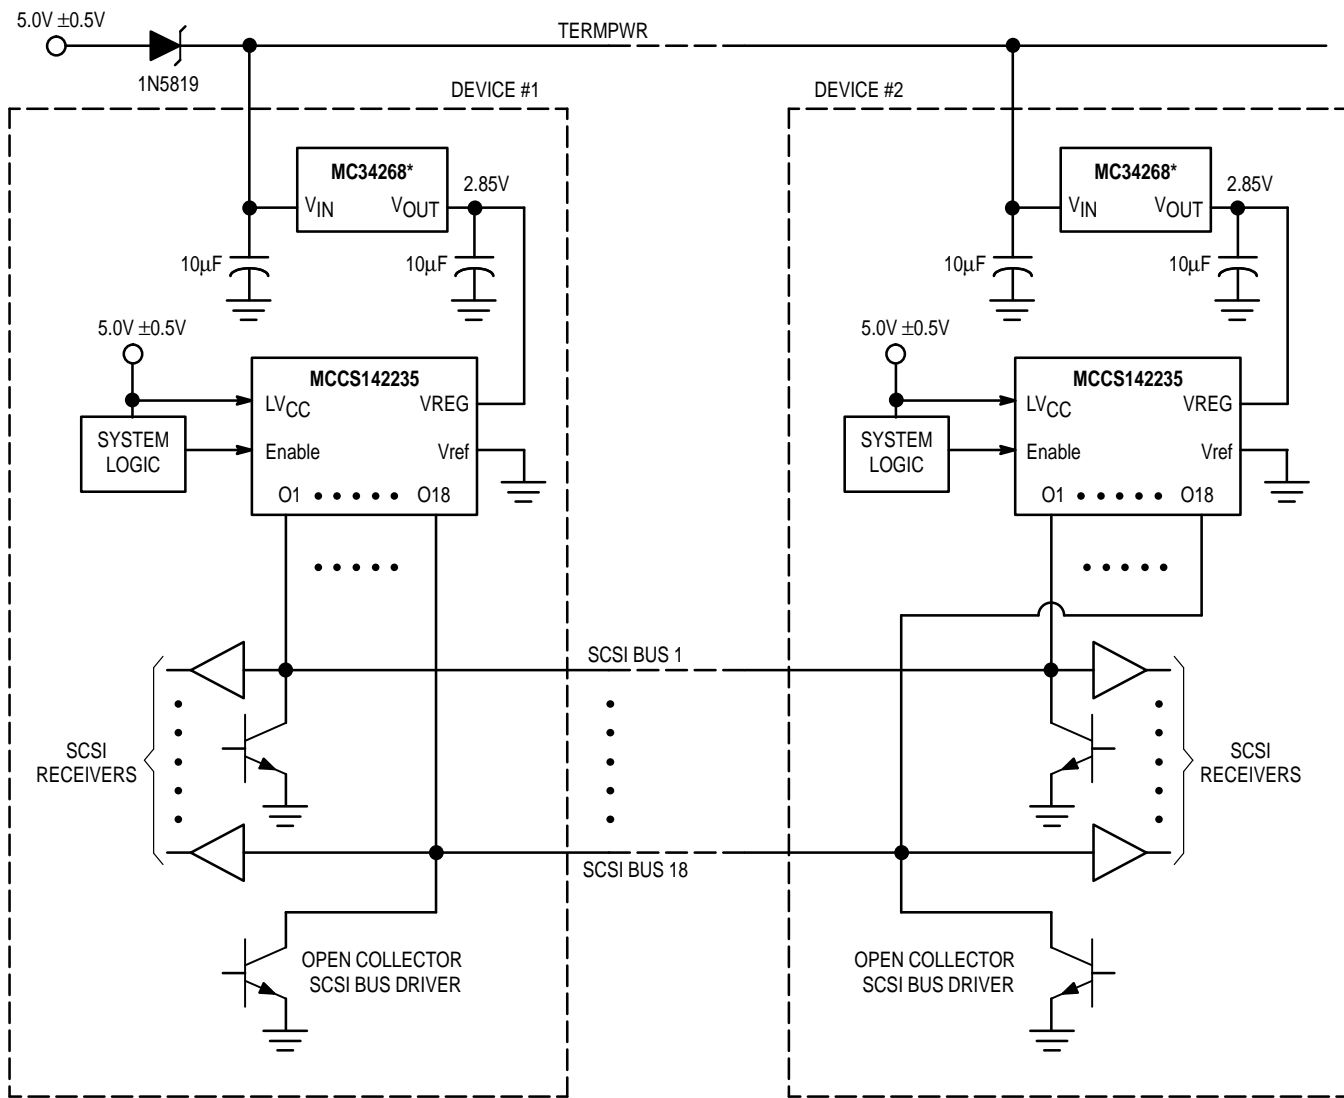 5.0V ±0.5V
TERMPWR
1N5819
DEVICE #1
DEVICE #2
MC34268*
VIN
VOUT
2.85V
10µF
10µF
MC34268*
VIN
VOUT
2.85V
10µF
10µF
5.0V ±0.5V
MCCS142235
LVCC
VREG
SYSTEM
LOGIC
Enable
Vref
O1 • • • • • O18
• • • • •
5.0V ±0.5V
MCCS142235
LVCC
VREG
SYSTEM
LOGIC
Enable
Vref
O1 • • • • • O18
• • • • •
SCSI BUS 1
SCSI
RECEIVERS
SCSI
RECEIVERS
SCSI BUS 18
OPEN COLLECTOR
SCSI BUS DRIVER
OPEN COLLECTOR
SCSI BUS DRIVER